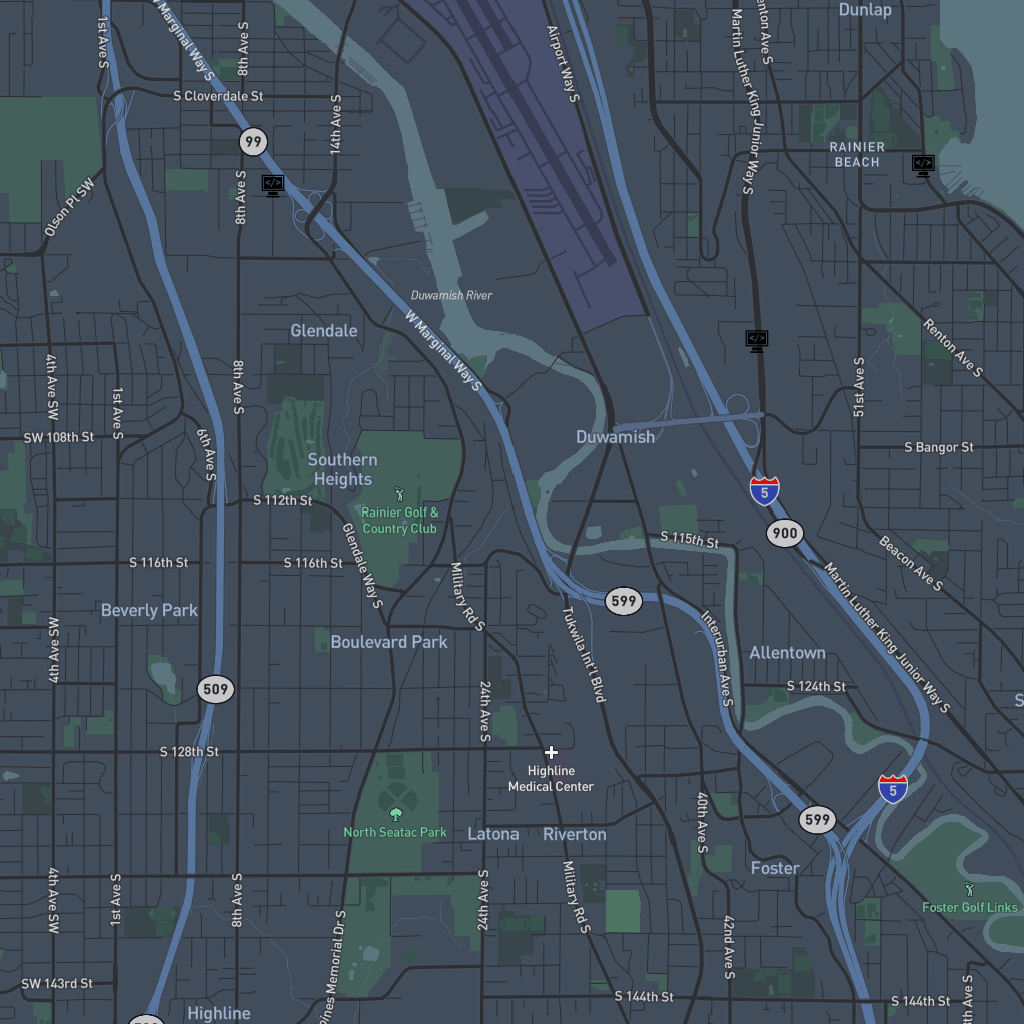 Dunlap
1st Ave S
W Marginal Way S
8th Ave S
Airport Way S
Martin Luther King Junior Way S
Renton Ave S
S Cloverdale St
14th Ave S
99
RAINIER
BEACH
Olson Pl SW
8th Ave S
Duwamish River
Glendale
W Marginal Way S
Renton Ave S
4th Ave SW
1st Ave S
8th Ave S
51st Ave S
SW 108th St
6th Ave S
Duwamish
S Bangor St
Southern
Heights
S 112th St
Rainier Golf &
Country Club
5
900
S 116th St
S 116th St
Glendale Way S
Military Rd S
S 115th St
Beacon Ave S
599
Martin Luther King Junior Way S
Beverly Park
Boulevard Park
Tukwila Int'l Blvd
Interurban Ave S
Allentown
4th Ave SW
509
24th Ave S
S 124th St
S
S 128th St
Highline
Medical Center
5
599
40th Ave S
North Seatac Park
Latona
Riverton
Foster
4th Ave SW
1st Ave S
8th Ave S
24th Ave S
Military Rd S
42nd Ave S
Foster Golf Links
SW 143rd St
S 144th St
S 144th St
Highline